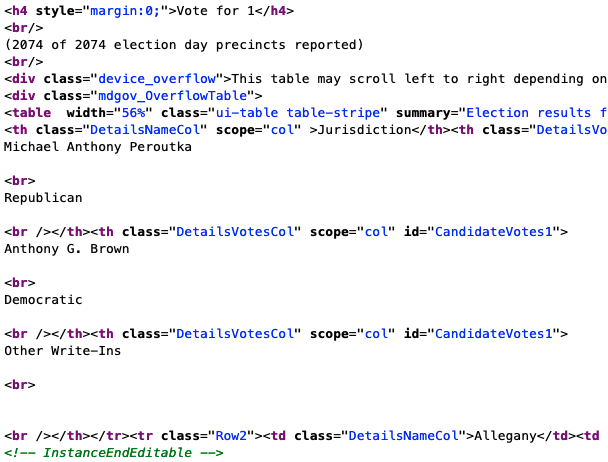 <h4 style="margin:0;">Vote for 1</h4>
<br/>
(2074 of 2074 election day precincts reported)
<br/>
<div class="device_overflow">This table may scroll left to right depending on
<div class="mdgov_OverflowTable">
<table  width="56%" class="ui-table table-stripe" summary="Election results f
<th class="DetailsNameCol" scope="col" >Jurisdiction</th><th class="DetailsVo
Michael Anthony Peroutka
<br>
Republican
<br /></th><th class="DetailsVotesCol" scope="col" id="CandidateVotes1">
Anthony G. Brown
<br>
Democratic
<br /></th><th class="DetailsVotesCol" scope="col" id="CandidateVotes1">
Other Write-Ins
<br>
<br /></th></tr><tr class="Row2"><td class="DetailsNameCol">Allegany</td><td
<!-- InstanceEndEditable -->